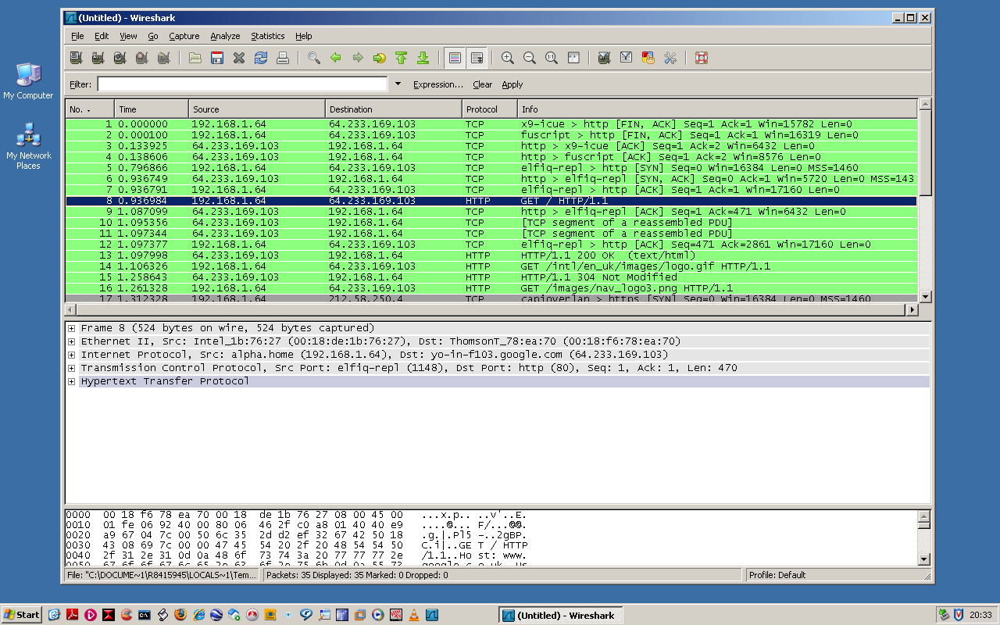 (Untitled) - Wireshark
File Edit View Go Capture Analyze Statistics Help
Filter: Expression... Clear Apply
My Computer
My Network Places
No. Time Source Destination Protocol Info
1 0.000000 192.168.1.64 64.233.169.103 TCP x9-icue > http [FIN, ACK] Seq=1 Ack=1 Win=15782 Len=0
2 0.000100 192.168.1.64 64.233.169.103 TCP fuscript > http [FIN, ACK] Seq=1 Ack=1 Win=16319 Len=0
3 0.133925 64.233.169.103 192.168.1.64 TCP http > x9-icue [ACK] Seq=1 Ack=2 Win=6432 Len=0
4 0.138606 64.233.169.103 192.168.1.64 TCP http > fuscript [ACK] Seq=1 Ack=2 Win=8576 Len=0
5 0.796866 192.168.1.64 64.233.169.103 TCP elfiq-repl > http [SYN] Seq=0 Win=16384 Len=0 MSS=1460
6 0.936749 64.233.169.103 192.168.1.64 TCP http > elfiq-repl [SYN, ACK] Seq=0 Ack=1 Win=5720 Len=0 MSS=143
7 0.936791 192.168.1.64 64.233.169.103 TCP elfiq-repl > http [ACK] Seq=1 Ack=1 Win=17160 Len=0
8 0.936984 192.168.1.64 64.233.169.103 HTTP GET / HTTP/1.1
9 1.087099 64.233.169.103 192.168.1.64 TCP http > elfiq-repl [ACK] Seq=1 Ack=471 Win=6432 Len=0
10 1.095356 64.233.169.103 192.168.1.64 TCP [TCP segment of a reassembled PDU]
11 1.097344 64.233.169.103 192.168.1.64 TCP [TCP segment of a reassembled PDU]
12 1.097377 192.168.1.64 64.233.169.103 TCP elfiq-repl > http [ACK] Seq=471 Ack=2861 Win=17160 Len=0
13 1.097998 64.233.169.103 192.168.1.64 HTTP HTTP/1.1 200 OK (text/html)
14 1.106326 192.168.1.64 64.233.169.103 HTTP GET /intl/en_uk/images/logo.gif HTTP/1.1
15 1.258643 64.233.169.103 192.168.1.64 HTTP HTTP/1.1 304 Not Modified
16 1.261328 192.168.1.64 64.233.169.103 HTTP GET /images/nav_logo3.png HTTP/1.1
17 1.312328 192.168.1.64 212.58.250.4 TCP capioverlan > https [SYN] Seq=0 Win=16384 Len=0 MSS=1460
Frame 8 (524 bytes on wire, 524 bytes captured)
Ethernet II, Src: Intel_1b:76:27 (00:18:de:1b:76:27), Dst: ThomsonT_78:ea:70 (00:18:f6:78:ea:70)
Internet Protocol, Src: alpha.home (192.168.1.64), Dst: yo-in-f103.google.com (64.233.169.103)
Transmission Control Protocol, Src Port: elfiq-repl (1148), Dst Port: http (80), Seq: 1, Ack: 1, Len: 470
Hypertext Transfer Protocol
0000 00 18 f6 78 ea 70 00 18 de 1b 76 27 08 00 45 00 ...x.p.. ..v'..E.
0010 01 fe 06 92 40 00 80 06 46 2f c0 a8 01 40 40 e9 ....@... F/...@@.
0020 a9 67 04 7c 00 50 6c 35 2d d2 ef 32 67 42 50 18 .g.|.Pl5 -..2gBP.
0030 43 08 69 7c 00 00 47 45 54 20 2f 20 48 54 54 50 C.i|..GE T / HTTP
0040 2f 31 2e 31 0d 0a 48 6f 73 74 3a 20 77 77 77 2e /1.1..Ho st: www.
0050 67 6f 6f 67 6c 65 2e 63 6f 2e 75 6b 0d 0a 55 73 google.c o.uk..Us
File: "C:\DOCUME~1\R8415945\LOCALS~1\Tem... Packets: 35 Displayed: 35 Marked: 0 Dropped: 0 Profile: Default
Start (Untitled) - Wireshark 20:33